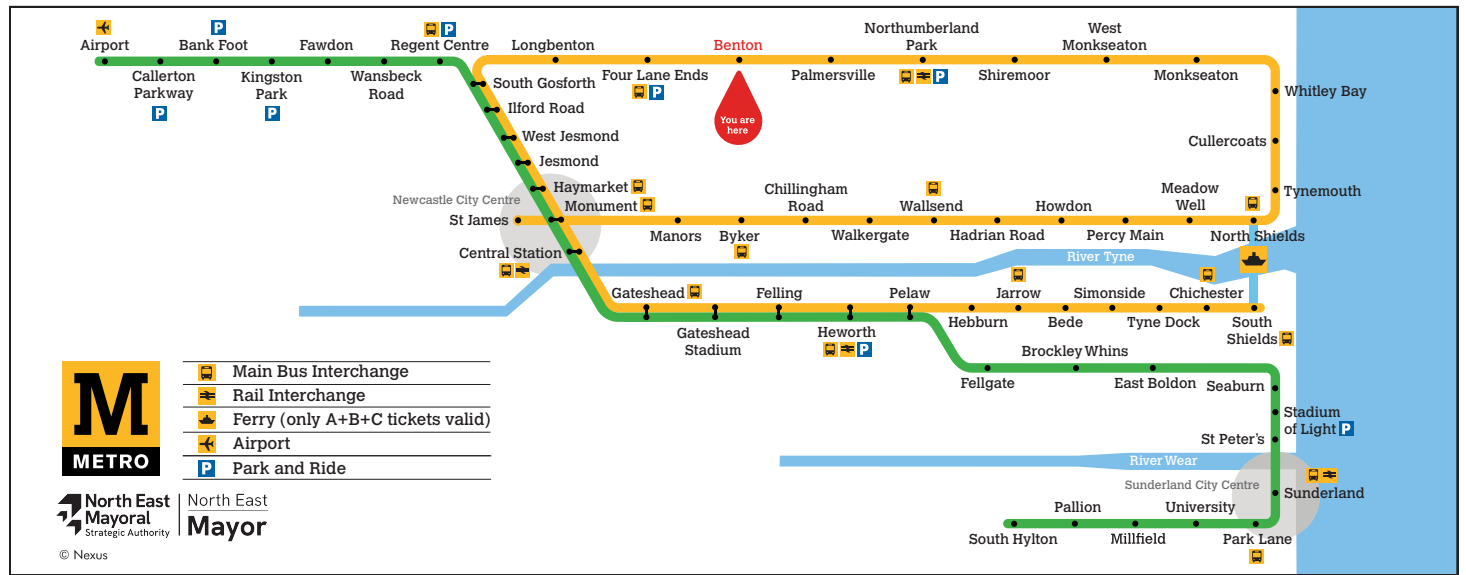 Airport
Callerton
Parkway
P
Bank Foot
P
Kingston
Park
P
Fawdon
Wansbeck
Road
Regent Centre
P
South Gosforth
Longbenton
Four Lane Ends
P
Benton
You are
here
Palmersville
Northumberland
Park
P
Shiremoor
West
Monkseaton
Monkseaton
Whitley Bay
Cullercoats
Tynemouth
North Shields
Meadow
Well
Percy Main
Howdon
Hadrian Road
Wallsend
Walkergate
Chillingham
Road
Byker
Manors
Monument
St James
Newcastle City Centre
Ilford Road
West Jesmond
Jesmond
Haymarket
Central Station
River Tyne
Gateshead
Gateshead
Stadium
Felling
Heworth
P
Pelaw
Hebburn
Jarrow
Bede
Simonside
Tyne Dock
Chichester
South
Shields
Fellgate
Brockley Whins
East Boldon
Seaburn
Stadium
of Light P
St Peter's
River Wear
Sunderland City Centre
Sunderland
Park Lane
University
Millfield
Pallion
South Hylton
M
METRO
Main Bus Interchange
Rail Interchange
Ferry (only A+B+C tickets valid)
Airport
P Park and Ride
North East
Mayoral
Strategic Authority
North East
Mayor
© Nexus